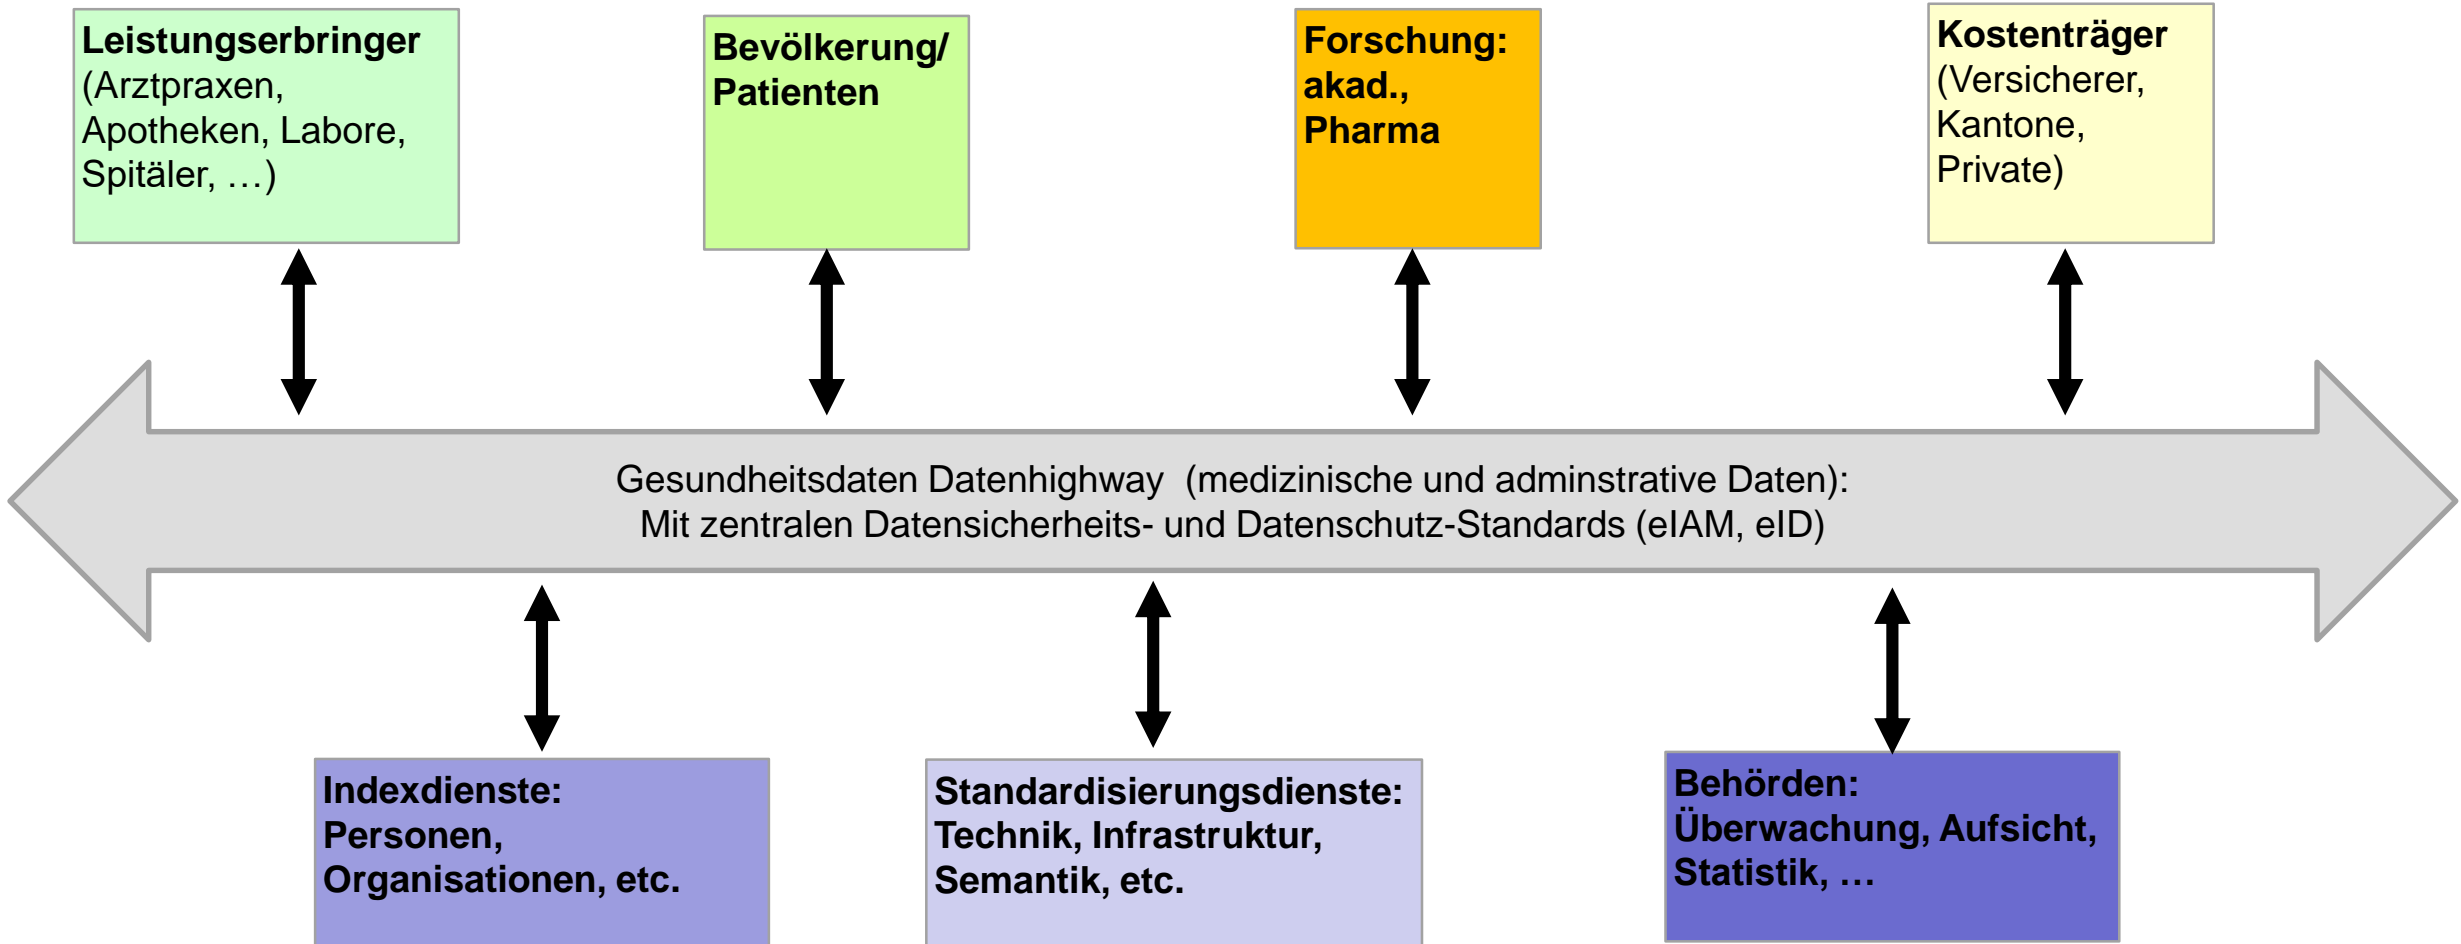 Leistungserbringer
(Arztpraxen,
Apotheken, Labore,
Spitäler, …)
Bevölkerung/
Patienten
Forschung:
akad.,
Pharma
Kostenträger
(Versicherer,
Kantone,
Private)
Gesundheitsdaten Datenhighway  (medizinische und adminstrative Daten):
Mit zentralen Datensicherheits- und Datenschutz-Standards (eIAM, eID)
Indexdienste:
Personen,
Organisationen, etc.
Standardisierungsdienste:
Technik, Infrastruktur,
Semantik, etc.
Behörden:
Überwachung, Aufsicht,
Statistik, …